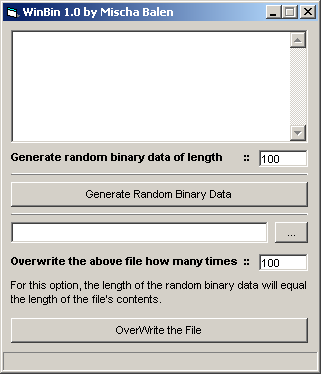 WinBin 1.0 by Mischa Balen
Generate random binary data of length :: 100
Generate Random Binary Data
...
Overwrite the above file how many times :: 100
For this option, the length of the random binary data will equal
the length of the file's contents.
OverWrite the File